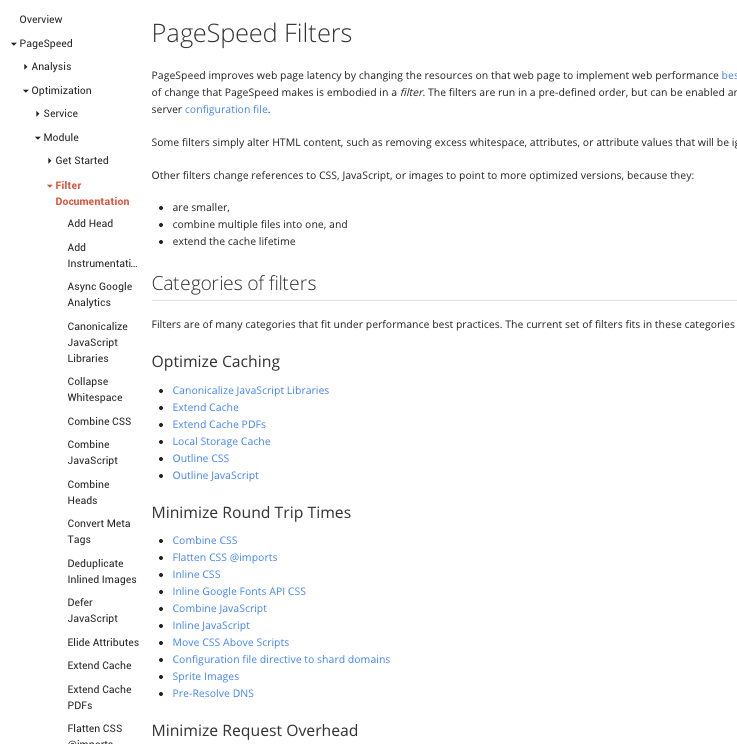 Overview
PageSpeed
Analysis
Optimization
Service
Module
Get Started
Filter
Documentation
Add Head
Add
Instrumentati...
Async Google
Analytics
Canonicalize
JavaScript
Libraries
Collapse
Whitespace
Combine CSS
Combine
JavaScript
Combine
Heads
Convert Meta
Tags
Deduplicate
Inlined Images
Defer
JavaScript
Elide Attributes
Extend Cache
Extend Cache
PDFs
Flatten CSS
@imports
PageSpeed Filters
PageSpeed improves web page latency by changing the resources on that web page to implement web performance bes
of change that PageSpeed makes is embodied in a filter. The filters are run in a pre-defined order, but can be enabled an
server configuration file.
Some filters simply alter HTML content, such as removing excess whitespace, attributes, or attribute values that will be ig
Other filters change references to CSS, JavaScript, or images to point to more optimized versions, because they:
are smaller,
combine multiple files into one, and
extend the cache lifetime
Categories of filters
Filters are of many categories that fit under performance best practices. The current set of filters fits in these categories
Optimize Caching
Canonicalize JavaScript Libraries
Extend Cache
Extend Cache PDFs
Local Storage Cache
Outline CSS
Outline JavaScript
Minimize Round Trip Times
Combine CSS
Flatten CSS @imports
Inline CSS
Inline Google Fonts API CSS
Combine JavaScript
Inline JavaScript
Move CSS Above Scripts
Configuration file directive to shard domains
Sprite Images
Pre-Resolve DNS
Minimize Request Overhead